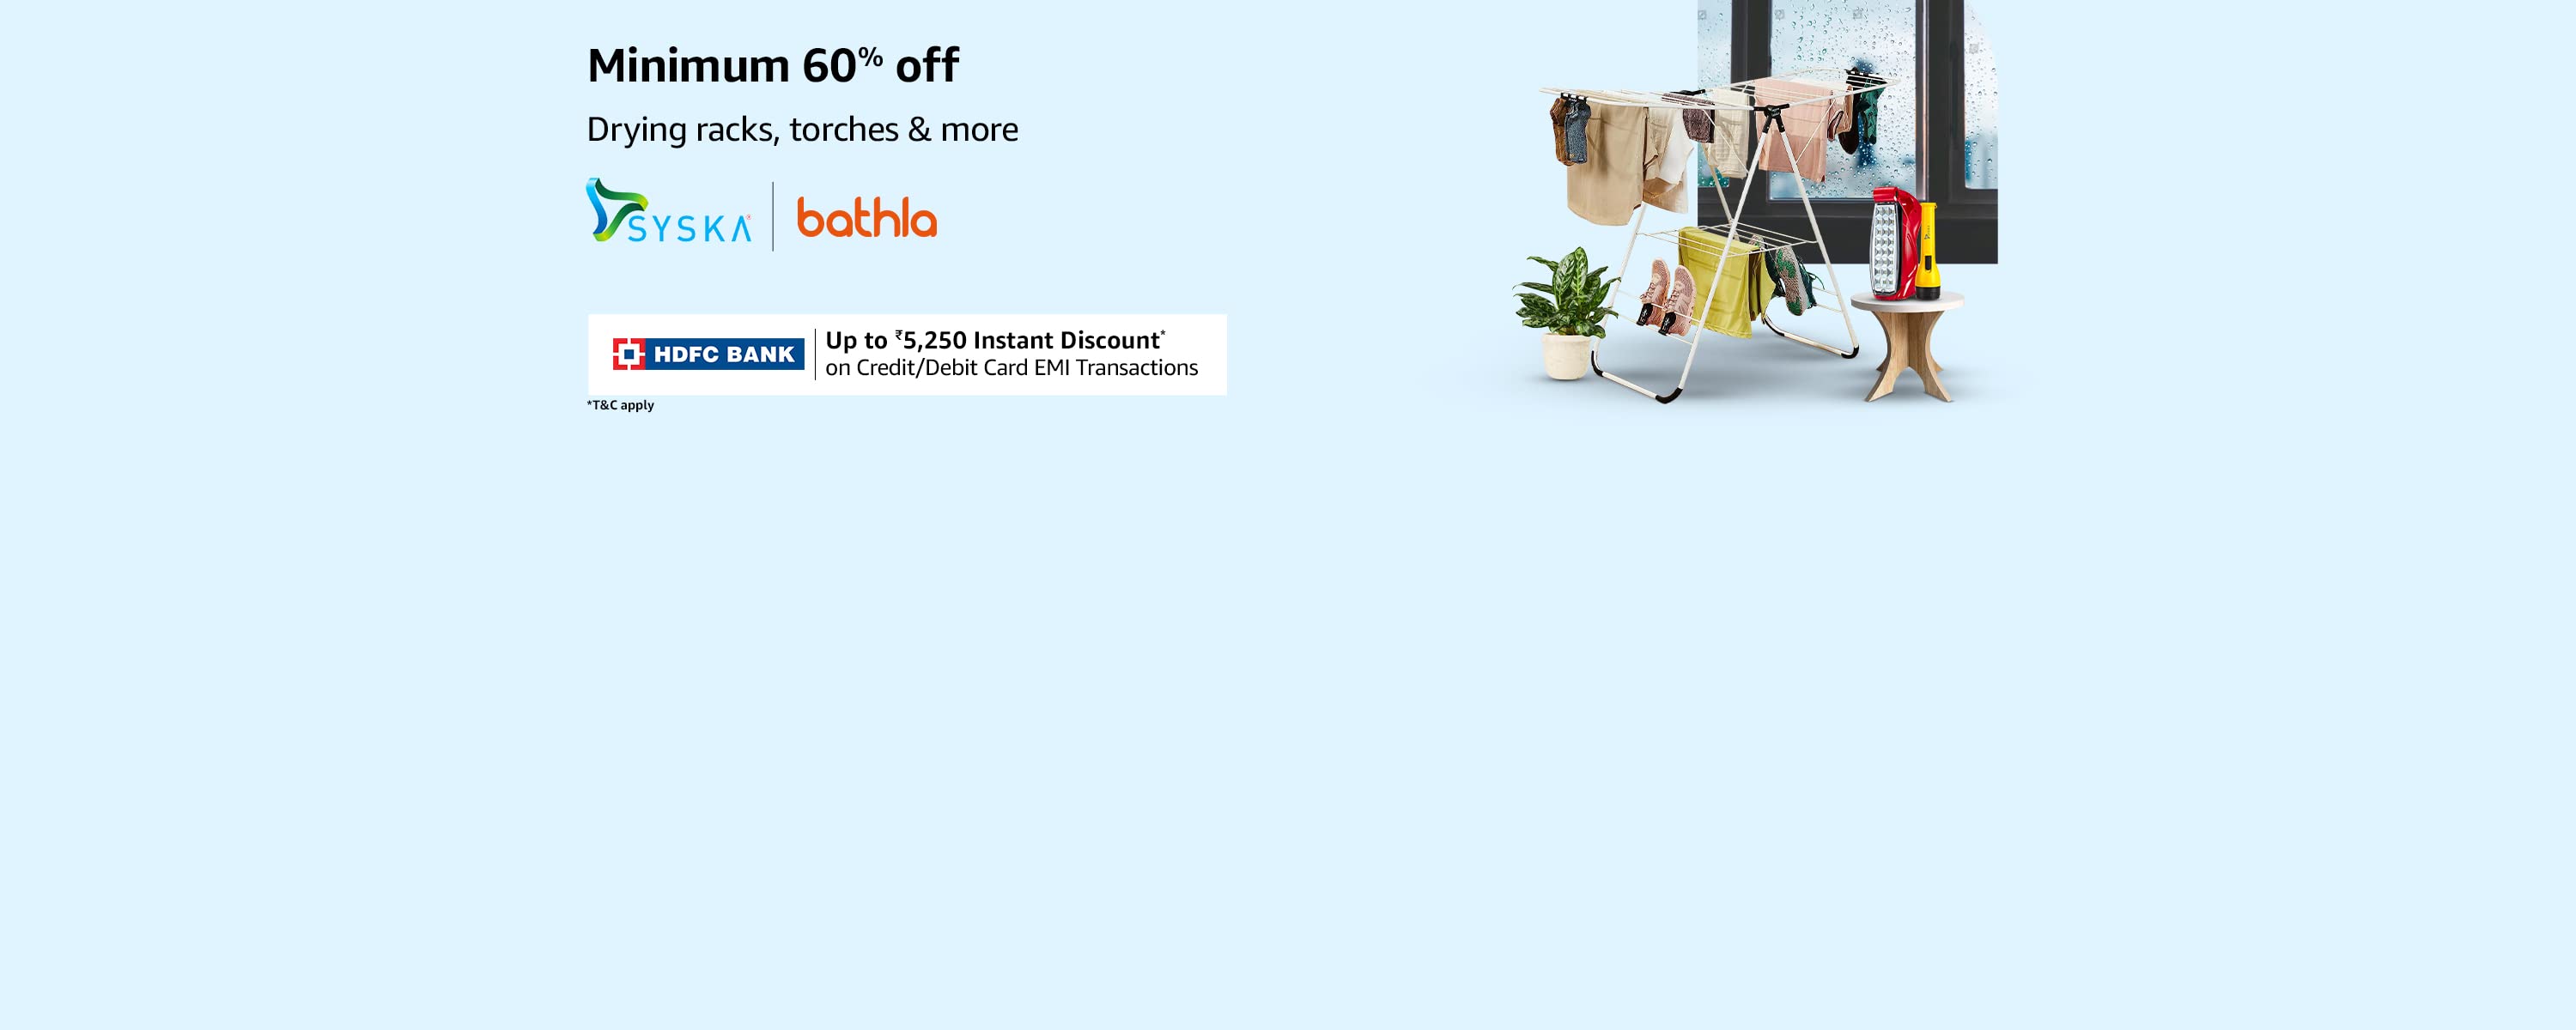 Minimum 60% off
Drying racks, torches & more
SYSKA
bathla
HDFC BANK
Up to ₹5,250 Instant Discount*
on Credit/Debit Card EMI Transactions
*T&C apply